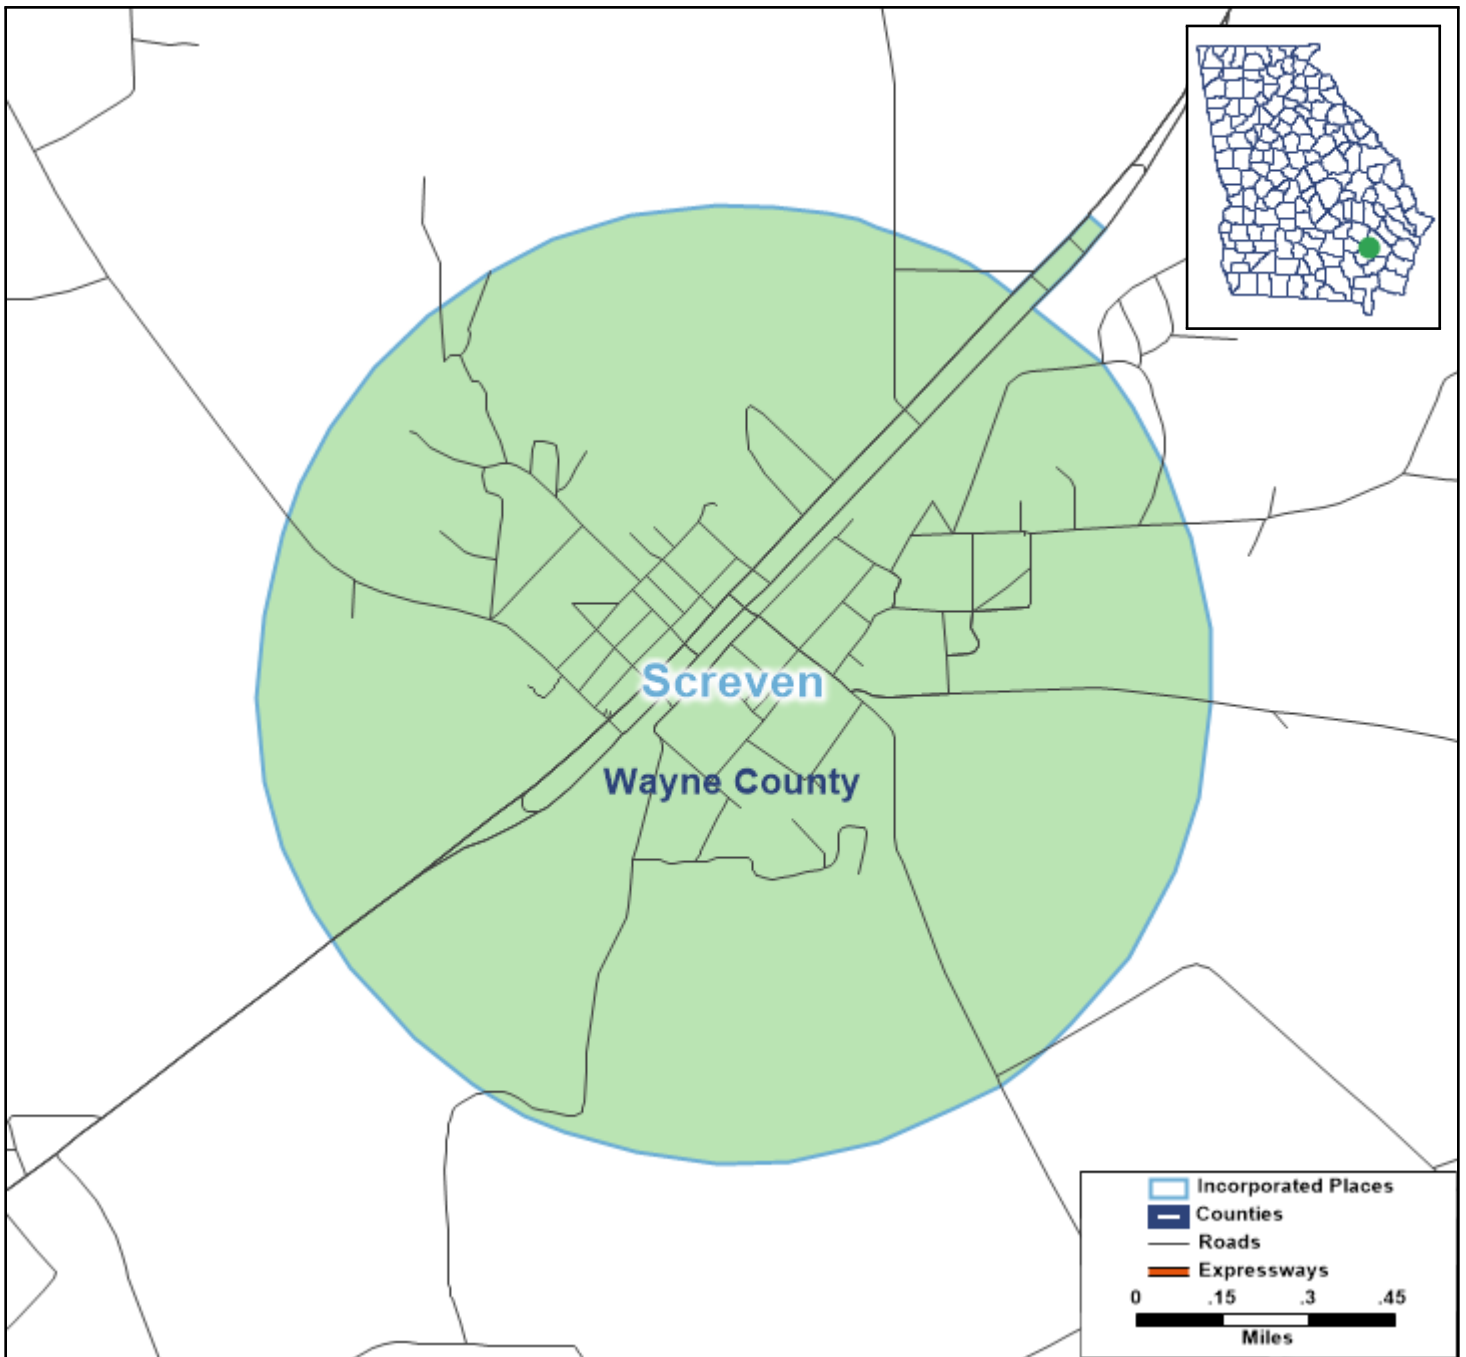 Screven
Wayne County
Incorporated Places
Counties
Roads
Expressways
0 .15 .3 .45
Miles